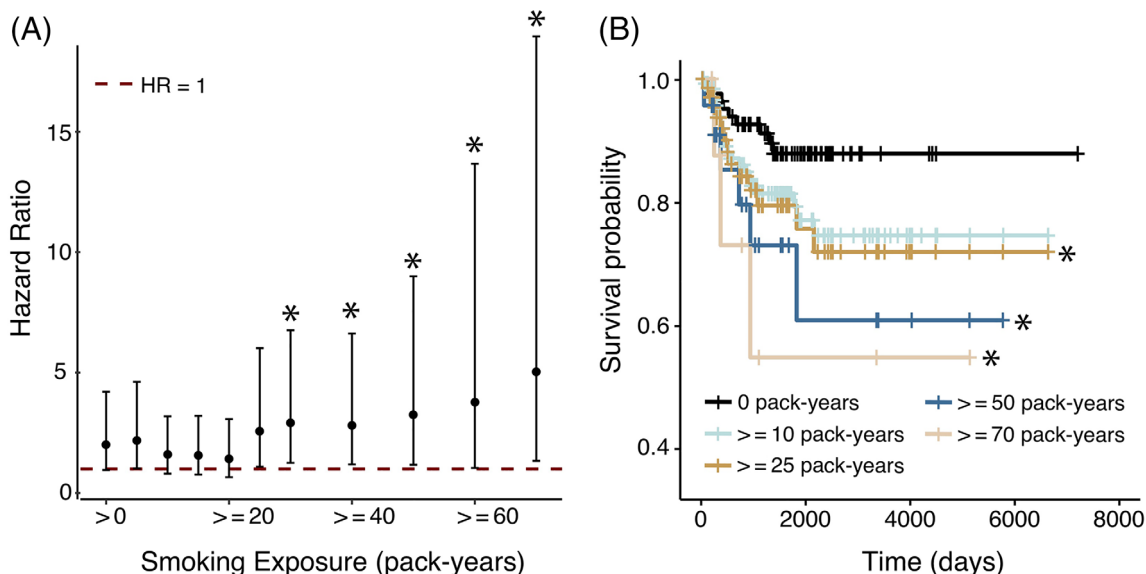 (A)
HR = 1
Hazard Ratio
15
10
5
0
* * * * *
>0 >=20 >=40 >=60
Smoking Exposure (pack-years)
(B)
Survival probability
1.0
0.8
0.6
0.4
* * *
0 pack-years
>=10 pack-years
>=25 pack-years
>=50 pack-years
>=70 pack-years
0 2000 4000 6000 8000
Time (days)